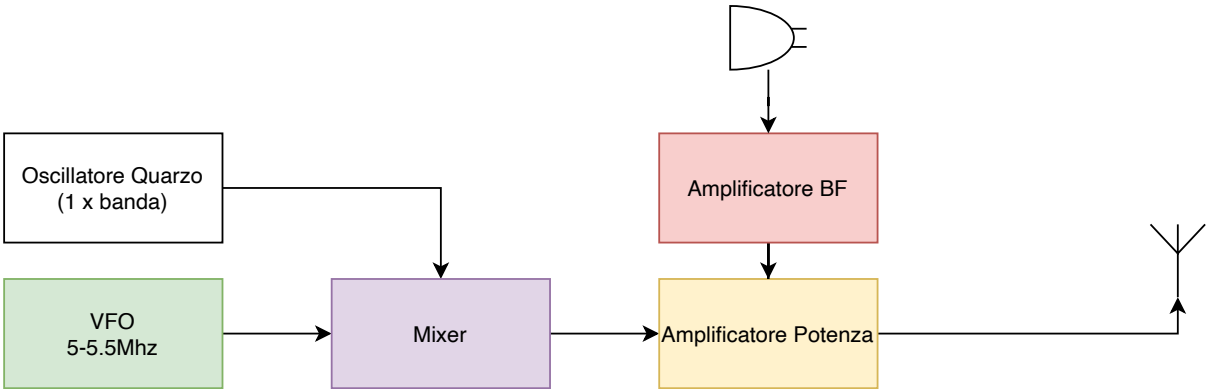 Oscillatore Quarzo
(1 x banda)
Amplificatore BF
VFO
5-5.5Mhz
Mixer
Amplificatore Potenza